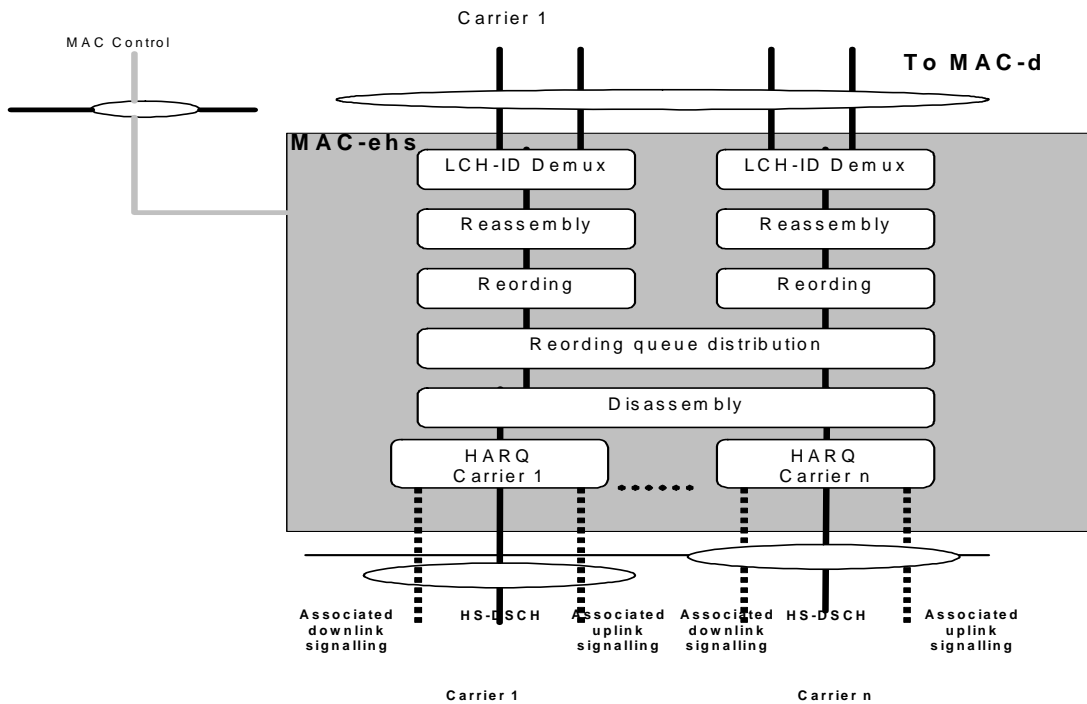 Carrier 1
MAC Control
To MAC-d
MAC-ehs
LCH-ID Demux
LCH-ID Demux
Reassembly
Reassembly
Reording
Reording
Reording queue distribution
Disassembly
HARQ
Carrier 1
HARQ
Carrier n
Associated
downlink
signalling
HS-DSCH
Associated
uplink
signalling
Associated
downlink
signalling
HS-DSCH
Associated
uplink
signalling
Carrier 1
Carrier n